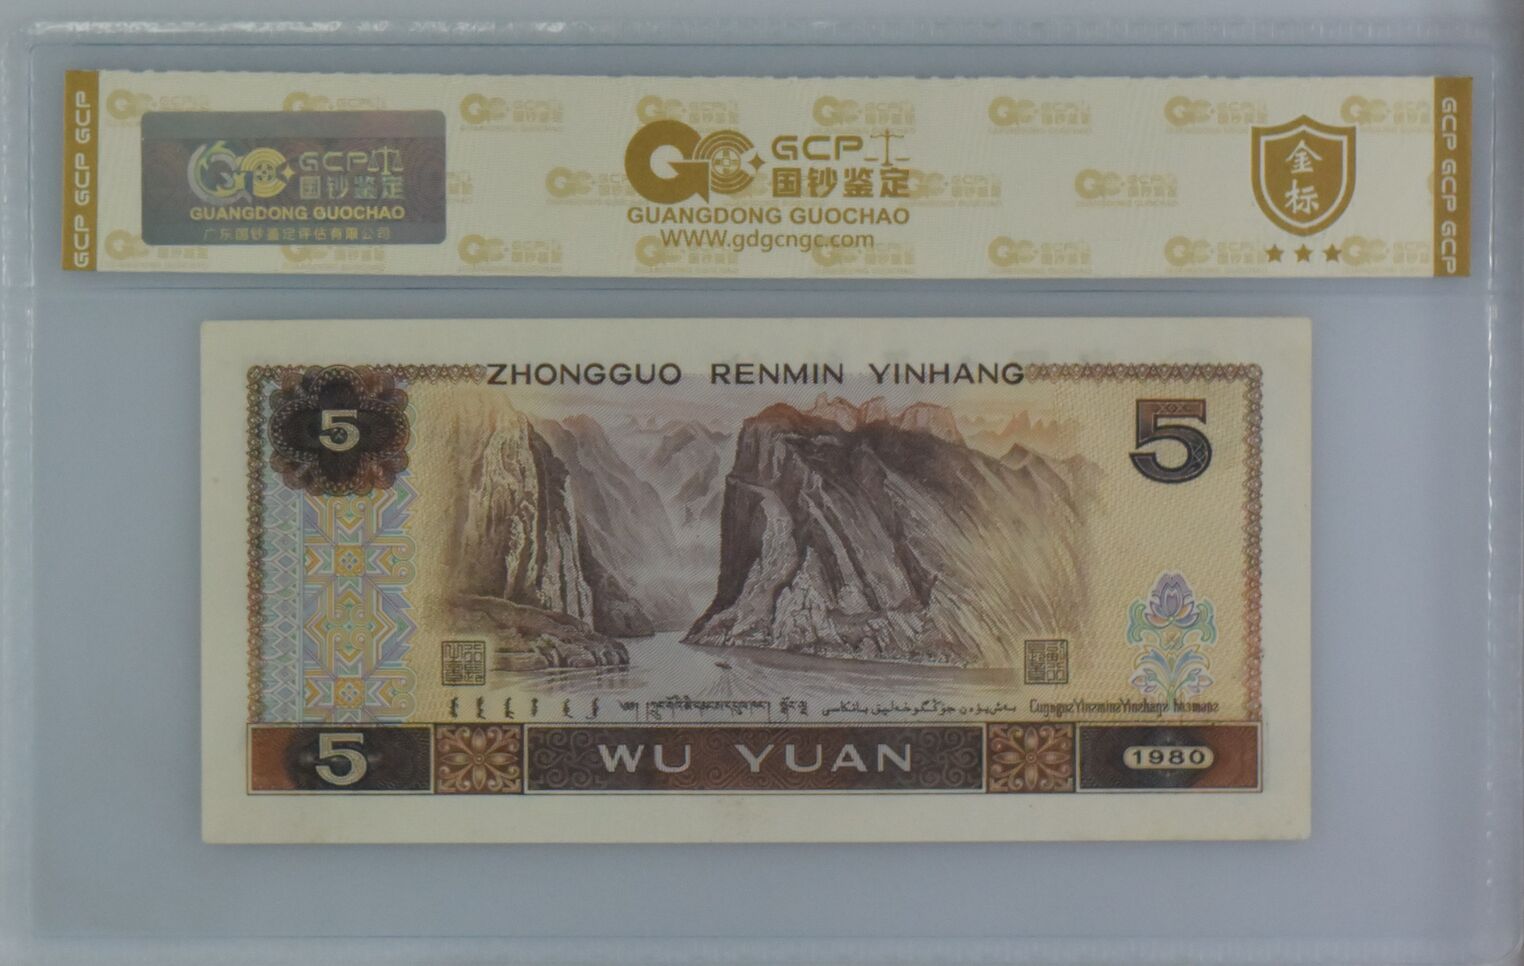 GCP GCP GCP
GCP
国钞鉴定
GUANGDONG GUOCHAO
广东国钞鉴定评估有限公司
GCP
国钞鉴定
GUANGDONG GUOCHAO
WWW.gdgcngc.com
金
标
GCP GCP GCP
ZHONGGUO RENMIN YINHANG
5
5
5
WU YUAN
1980